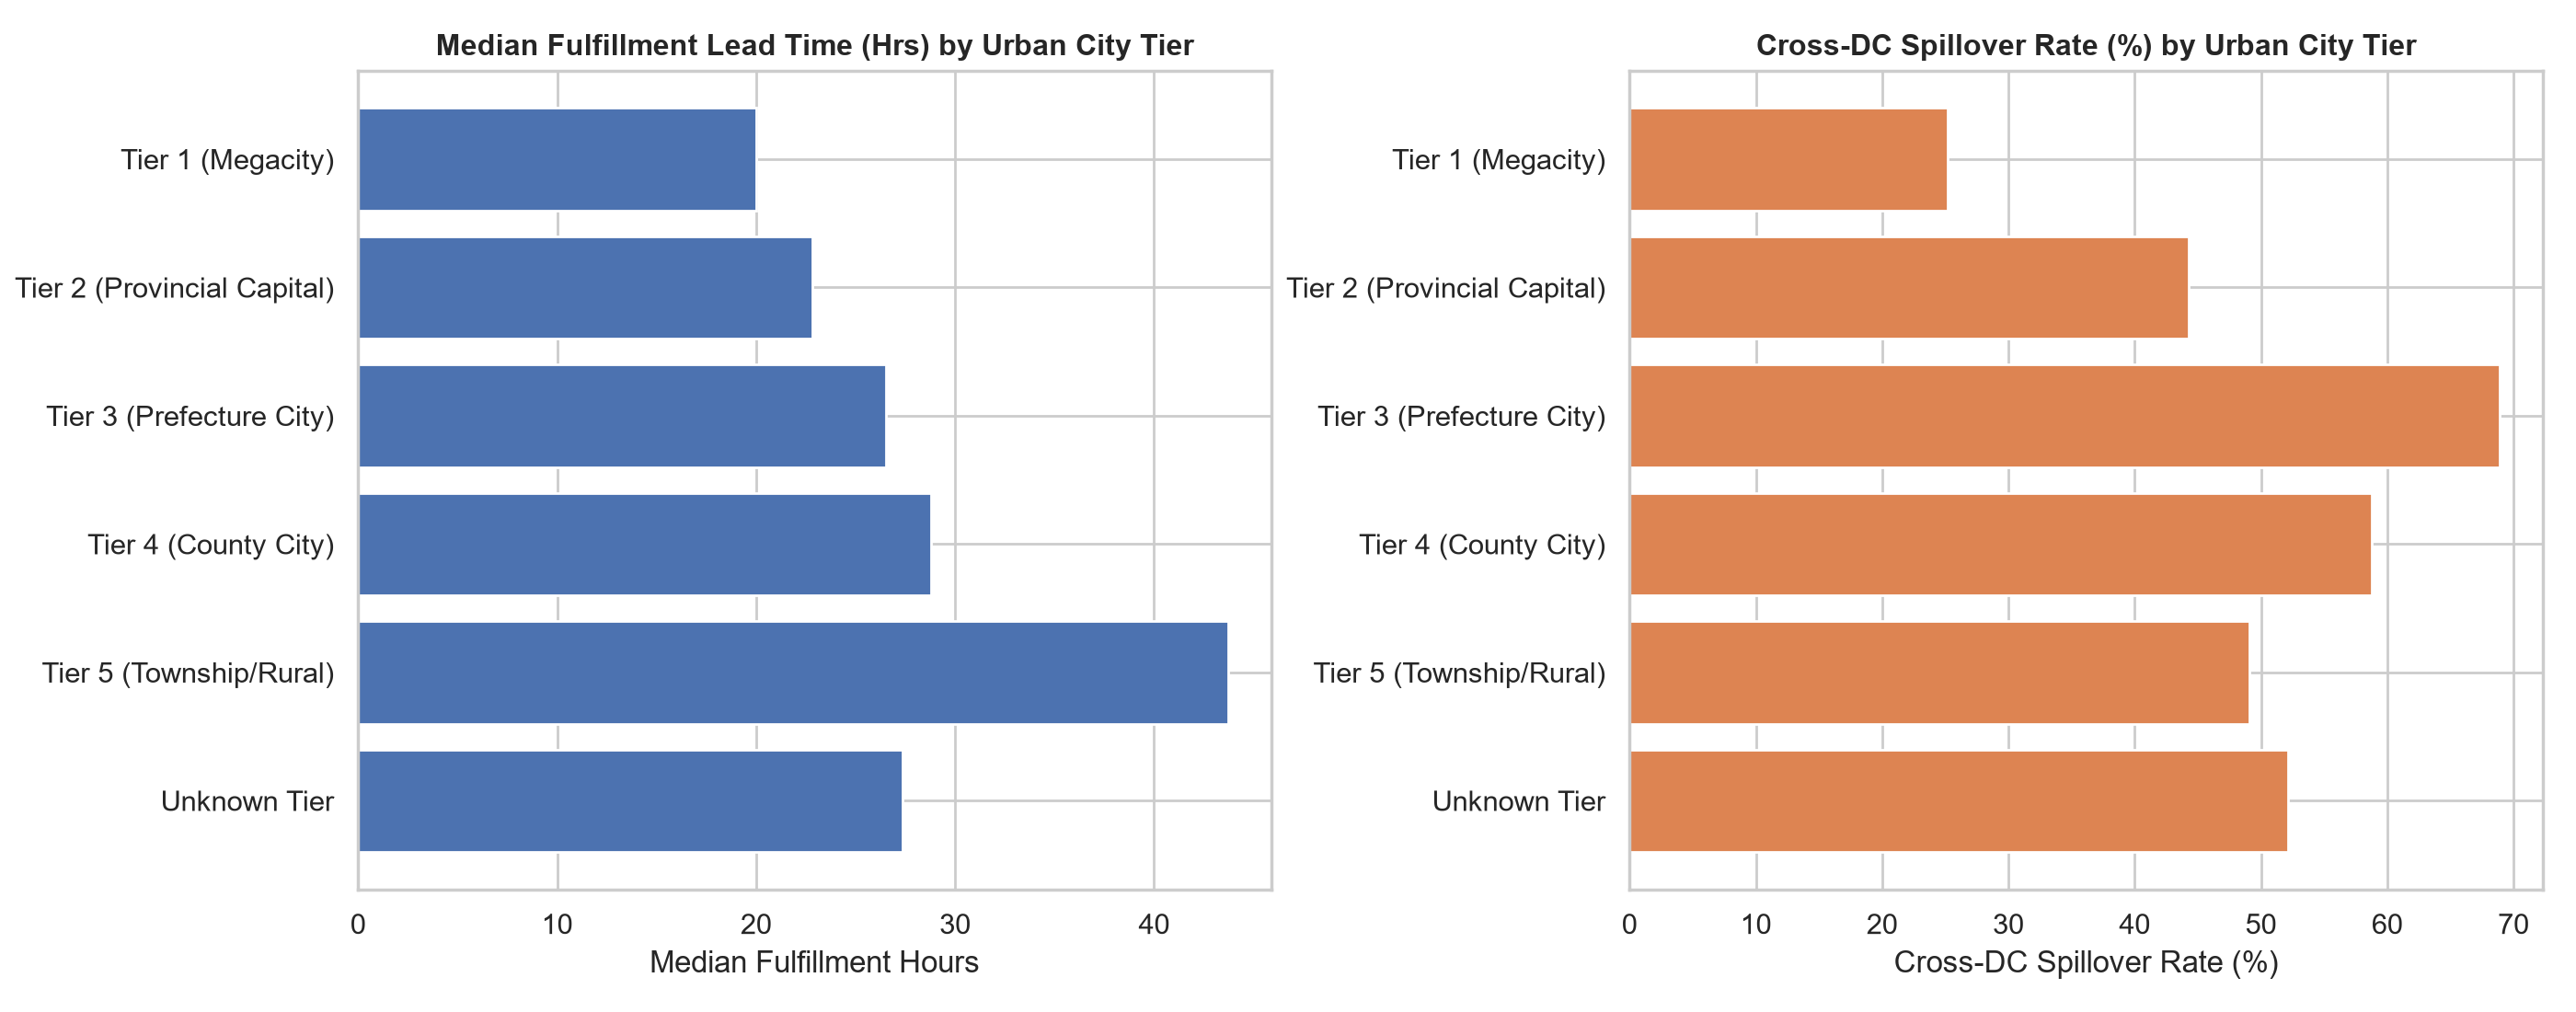 Median Fulfillment Lead Time (Hrs) by Urban City Tier
Tier 1 (Megacity)
Tier 2 (Provincial Capital)
Tier 3 (Prefecture City)
Tier 4 (County City)
Tier 5 (Township/Rural)
Unknown Tier
0 10 20 30 40
Median Fulfillment Hours
Cross-DC Spillover Rate (%) by Urban City Tier
Tier 1 (Megacity)
Tier 2 (Provincial Capital)
Tier 3 (Prefecture City)
Tier 4 (County City)
Tier 5 (Township/Rural)
Unknown Tier
0 10 20 30 40 50 60 70
Cross-DC Spillover Rate (%)